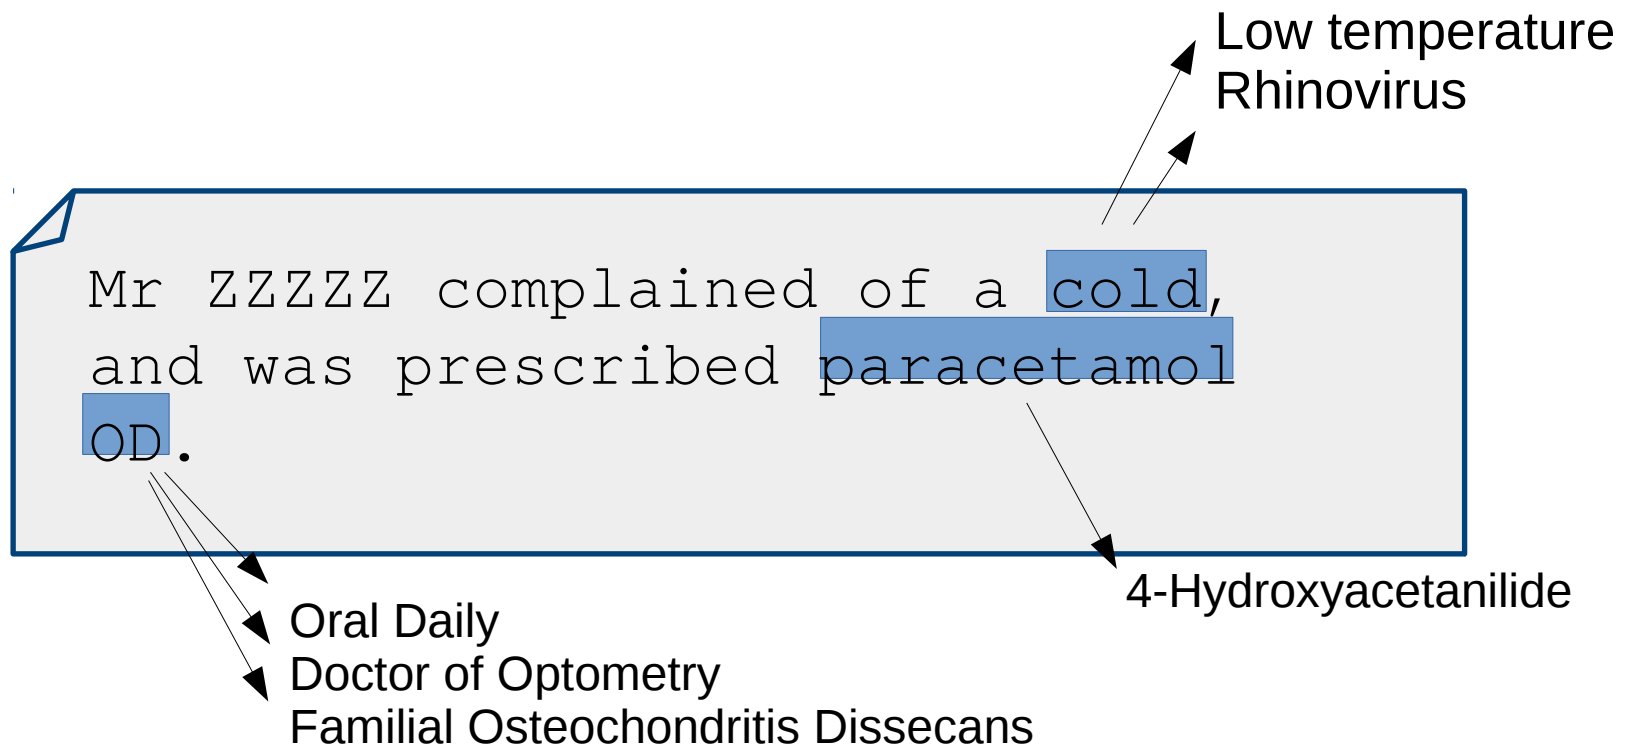 Low temperature
Rhinovirus
Mr ZZZZZ complained of a cold,
and was prescribed paracetamol
OD.
4-Hydroxyacetanilide
Oral Daily
Doctor of Optometry
Familial Osteochondritis Dissecans